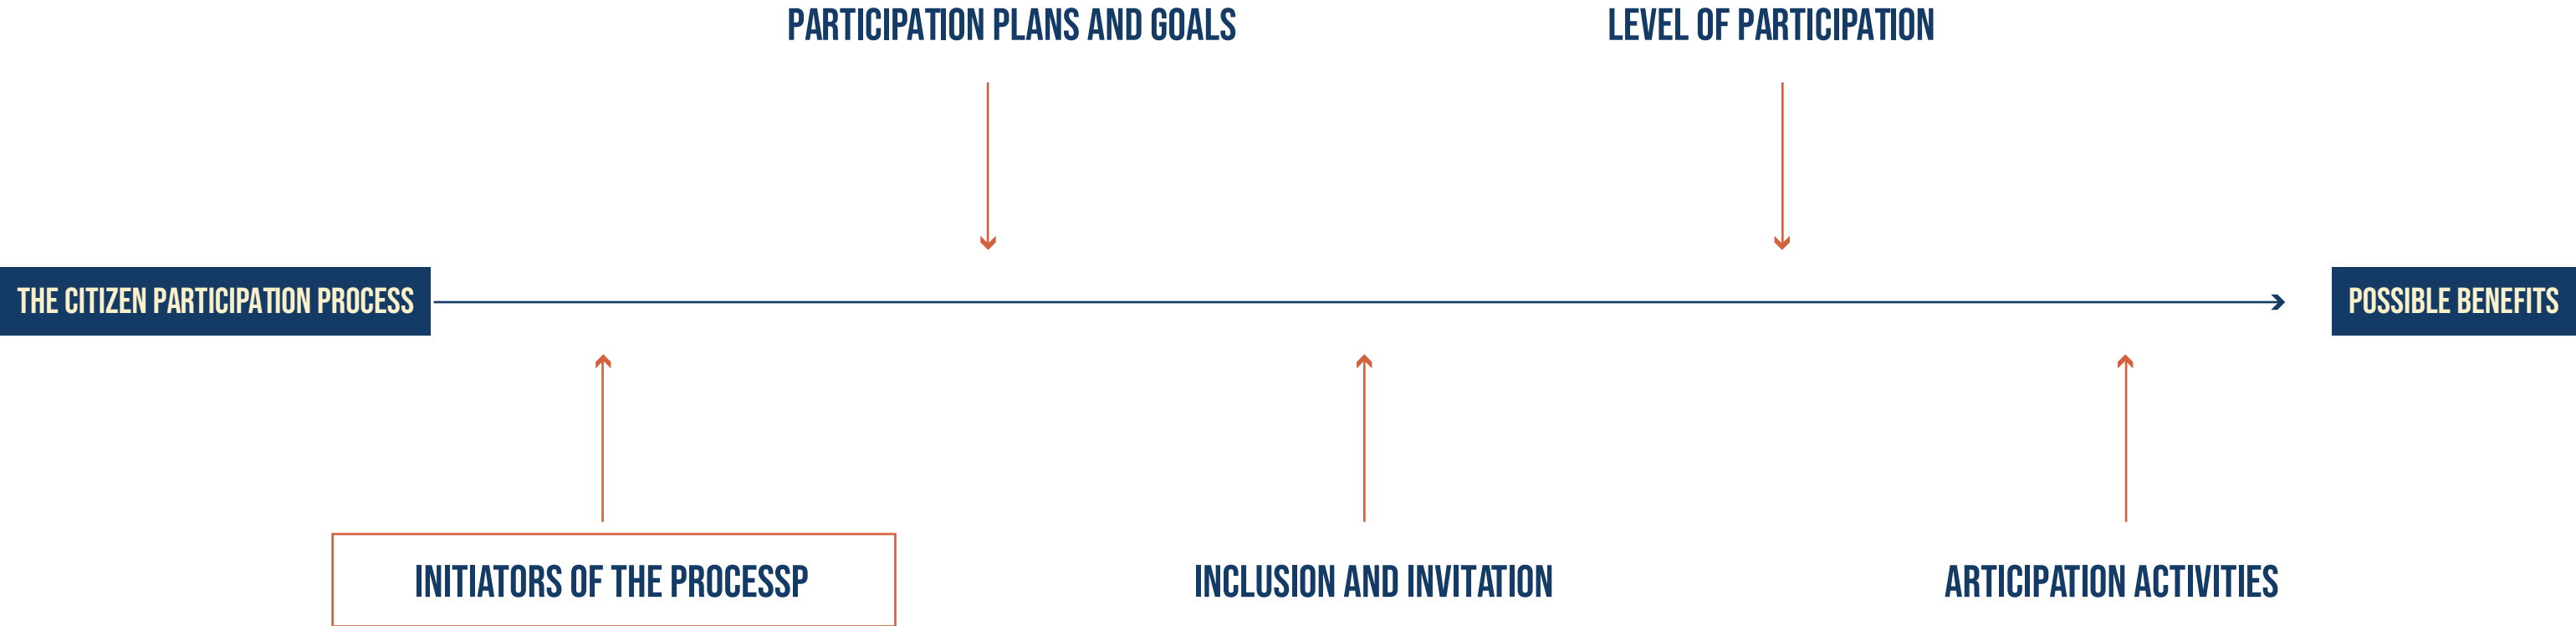 PARTICIPATION PLANS AND GOALS
LEVEL OF PARTICIPATION
THE CITIZEN PARTICIPATION PROCESS
POSSIBLE BENEFITS
INITIATORS OF THE PROCESSP
INCLUSION AND INVITATION
ARTICIPATION ACTIVITIES